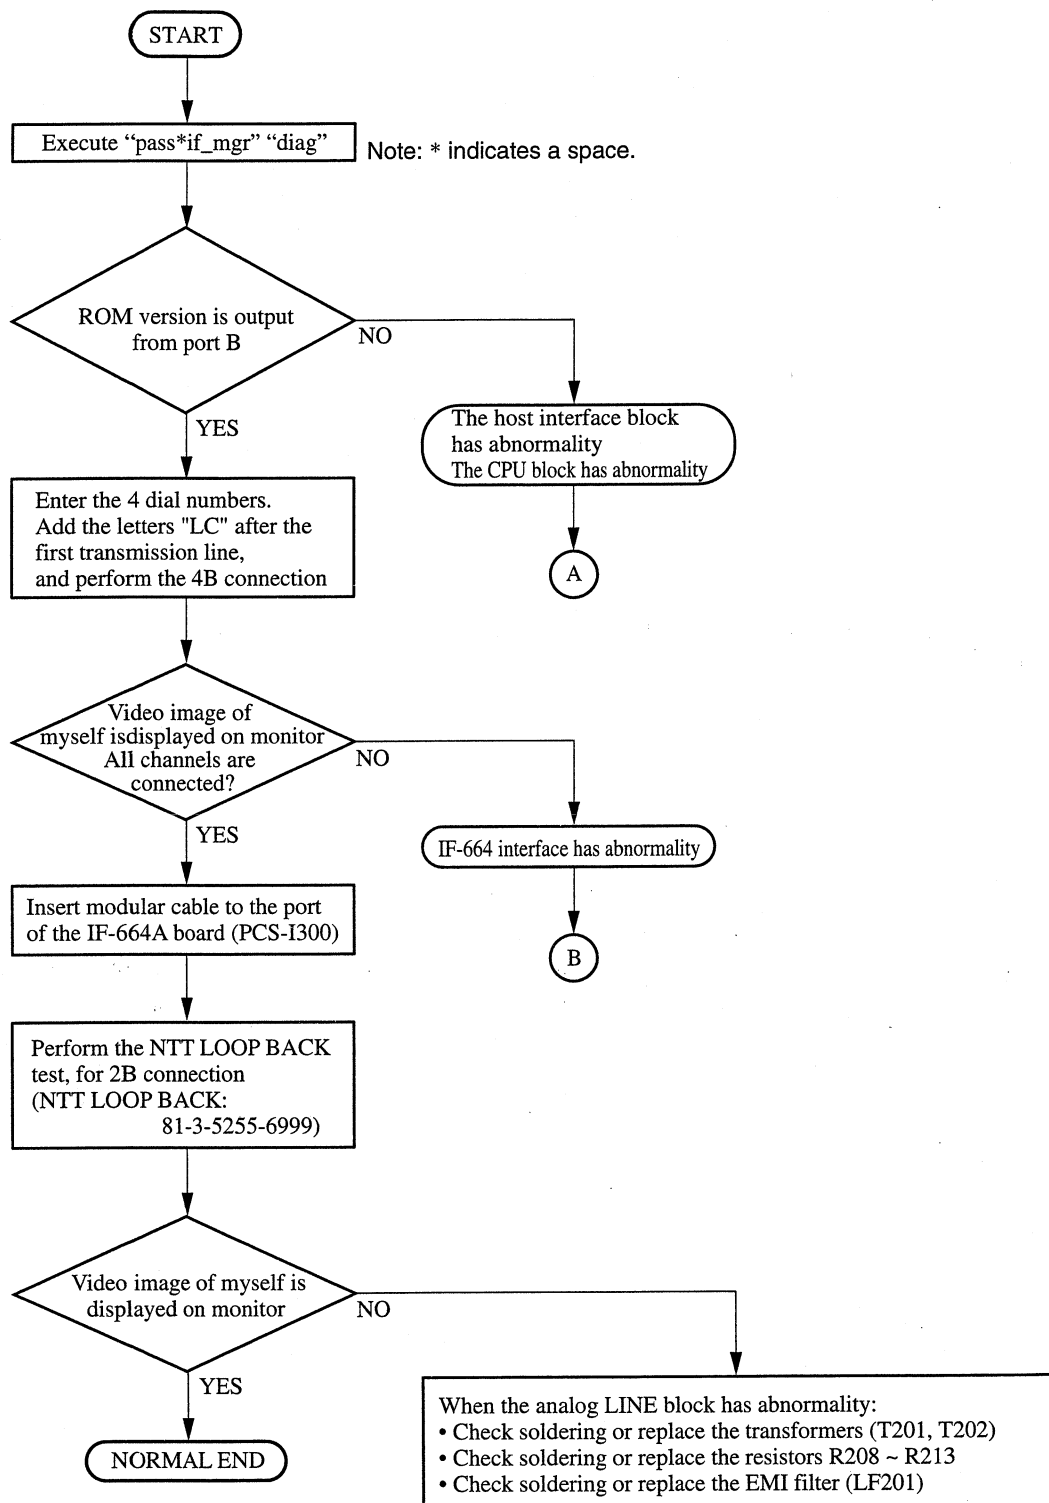 START
Execute “pass*if_mgr” “diag”
Note: * indicates a space.
ROM version is output
from port B
NO
YES
The host interface block
has abnormality
The CPU block has abnormality
Enter the 4 dial numbers.
Add the letters "LC" after the
first transmission line,
and perform the 4B connection
A
Video image of
myself isdisplayed on monitor
All channels are
connected?
NO
YES
IF-664 interface has abnormality
Insert modular cable to the port
of the IF-664A board (PCS-I300)
B
Perform the NTT LOOP BACK
test, for 2B connection
(NTT LOOP BACK:
81-3-5255-6999)
Video image of myself is
displayed on monitor
NO
YES
When the analog LINE block has abnormality:
• Check soldering or replace the transformers (T201, T202)
• Check soldering or replace the resistors R208 ~ R213
• Check soldering or replace the EMI filter (LF201)
NORMAL END